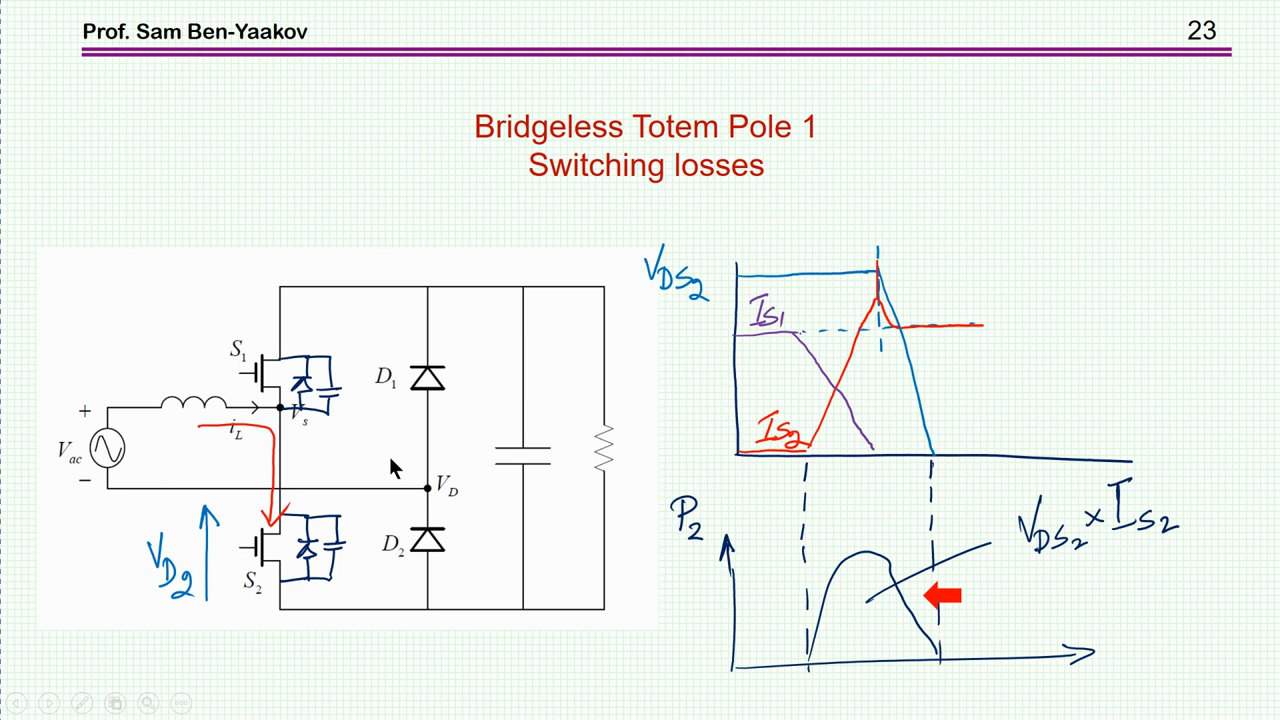 Prof. Sam Ben-Yaakov
23
Bridgeless Totem Pole 1
Switching losses
VDS2
IS1
S1
D1
+
Vs
iL
Vac
IS2
−
VD
P2
VDS2 × IS2
VD2
D2
S2